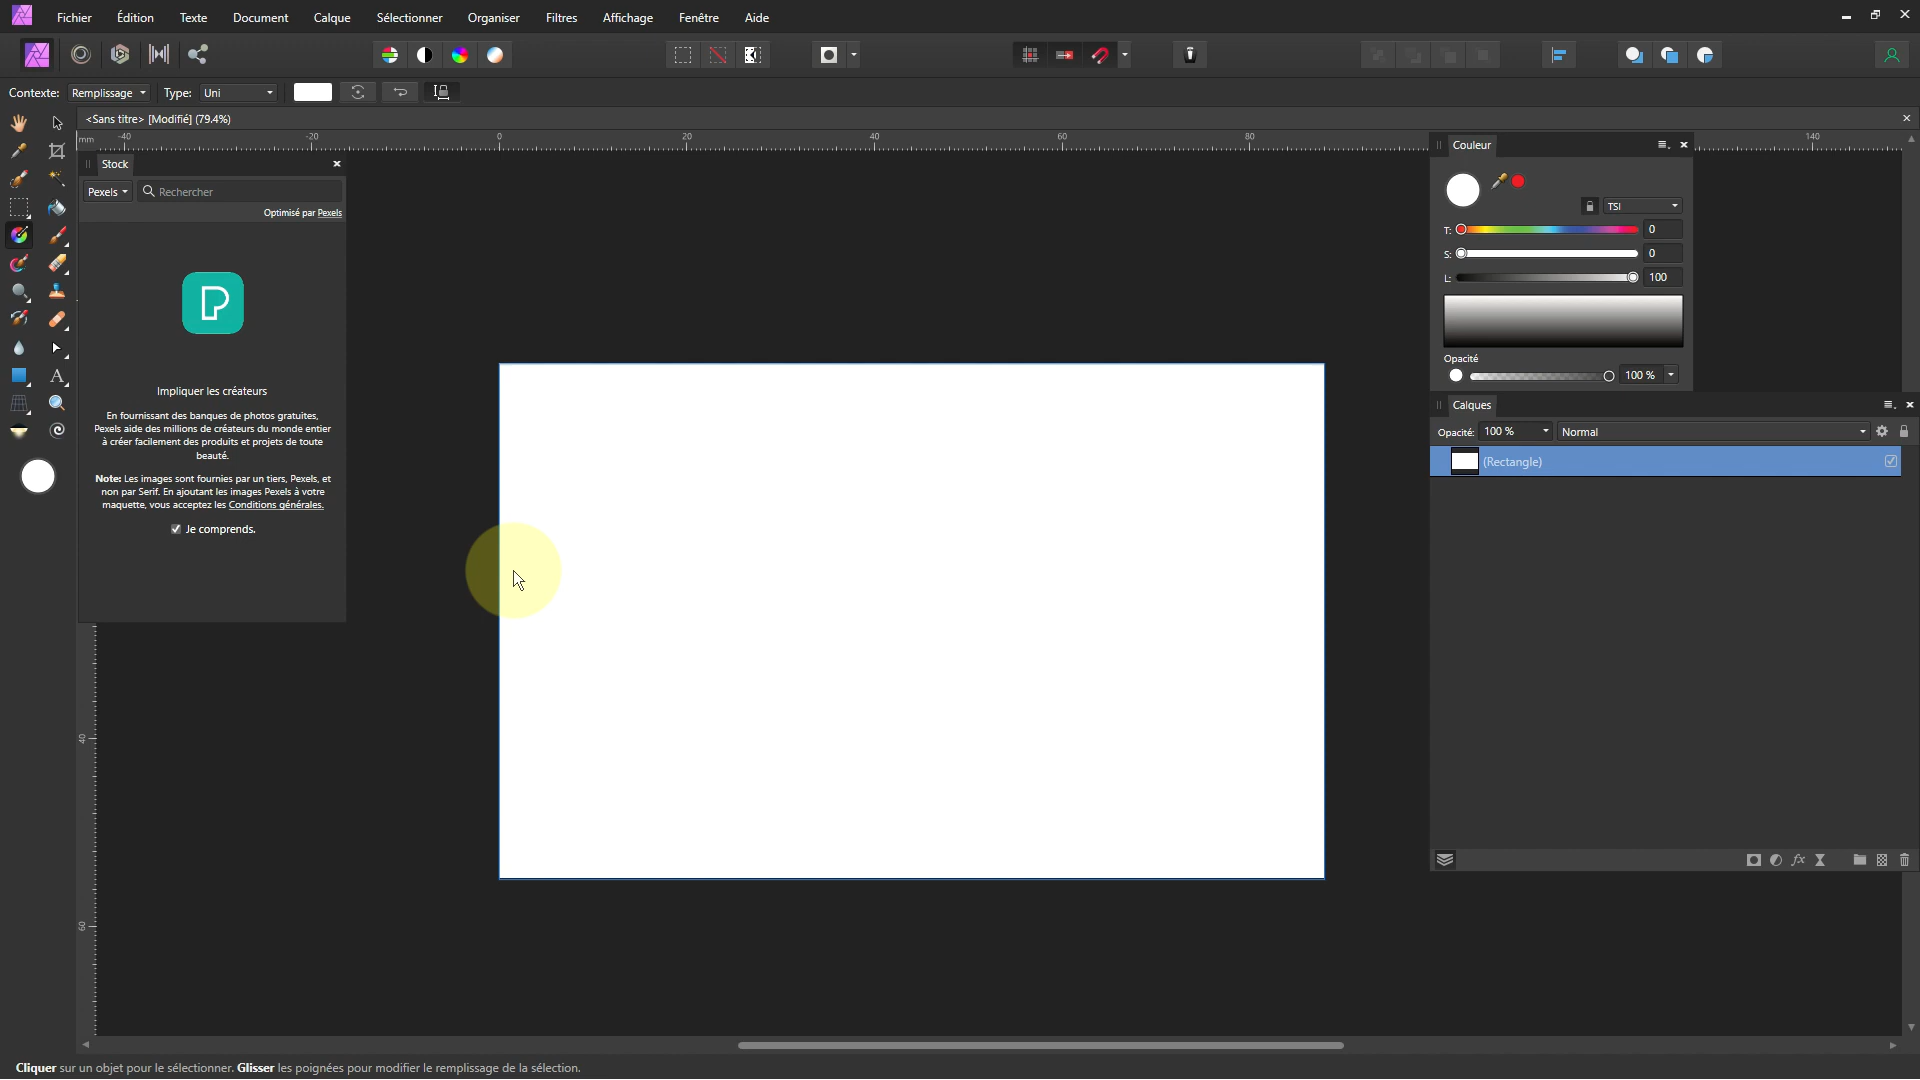 Fichier Édition Texte Document Calque Sélectionner Organiser Filtres Affichage Fenêtre Aide
Contexte: Remplissage Type: Uni
<Sans titre> [Modifié] (79.4%)
mm -40 -20 0 20 40 60 80 140
Stock
Pexels Rechercher
Optimisé par Pexels
Impliquer les créateurs
En fournissant des banques de photos gratuites,
Pexels aide des millions de créateurs du monde entier
à créer facilement des produits et projets de toute
beauté.
Note: Les images sont fournies par un tiers, Pexels, et
non par Serif. En ajoutant les images Pexels à votre
maquette, vous acceptez les Conditions générales.
Je comprends.
40
60
Couleur
TSI
T: 0
S: 0
L: 100
Opacité
100 %
Calques
Opacité: 100 % Normal
(Rectangle)
Cliquer sur un objet pour le sélectionner. Glisser les poignées pour modifier le remplissage de la sélection.